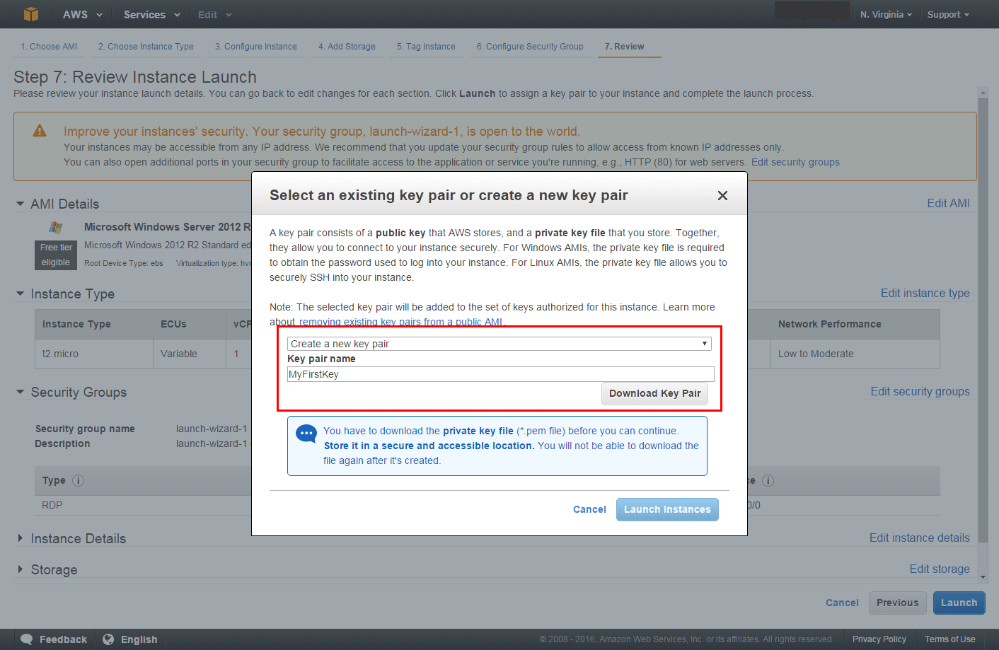 AWS Services Edit N. Virginia Support
1. Choose AMI 2. Choose Instance Type 3. Configure Instance 4. Add Storage 5. Tag Instance 6. Configure Security Group 7. Review
Step 7: Review Instance Launch
Please review your instance launch details. You can go back to edit changes for each section. Click Launch to assign a key pair to your instance and complete the launch process.
Improve your instances' security. Your security group, launch-wizard-1, is open to the world.
Your instances may be accessible from any IP address. We recommend that you update your security group rules to allow access from known IP addresses only.
You can also open additional ports in your security group to facilitate access to the application or service you're running, e.g., HTTP (80) for web servers. Edit security groups
AMI Details Edit AMI
Microsoft Windows Server 2012 R
Free tier
eligible
Microsoft Windows 2012 R2 Standard ed
Root Device Type: ebs Virtualization type: hvm
Instance Type Edit instance type
Instance Type ECUs vCP Network Performance
t2.micro Variable 1 Low to Moderate
Security Groups Edit security groups
Security group name launch-wizard-1
Description launch-wizard-1
Type i ce i
RDP 0/0
Instance Details Edit instance details
Storage Edit storage
Select an existing key pair or create a new key pair
A key pair consists of a public key that AWS stores, and a private key file that you store. Together,
they allow you to connect to your instance securely. For Windows AMIs, the private key file is required
to obtain the password used to log into your instance. For Linux AMIs, the private key file allows you to
securely SSH into your instance.
Note: The selected key pair will be added to the set of keys authorized for this instance. Learn more
about removing existing key pairs from a public AMI.
Create a new key pair
Key pair name
MyFirstKey
Download Key Pair
You have to download the private key file (*.pem file) before you can continue.
Store it in a secure and accessible location. You will not be able to download the
file again after it's created.
Cancel Launch Instances
Cancel Previous Launch
Feedback English © 2008 - 2016, Amazon Web Services, Inc. or its affiliates. All rights reserved. Privacy Policy Terms of Use